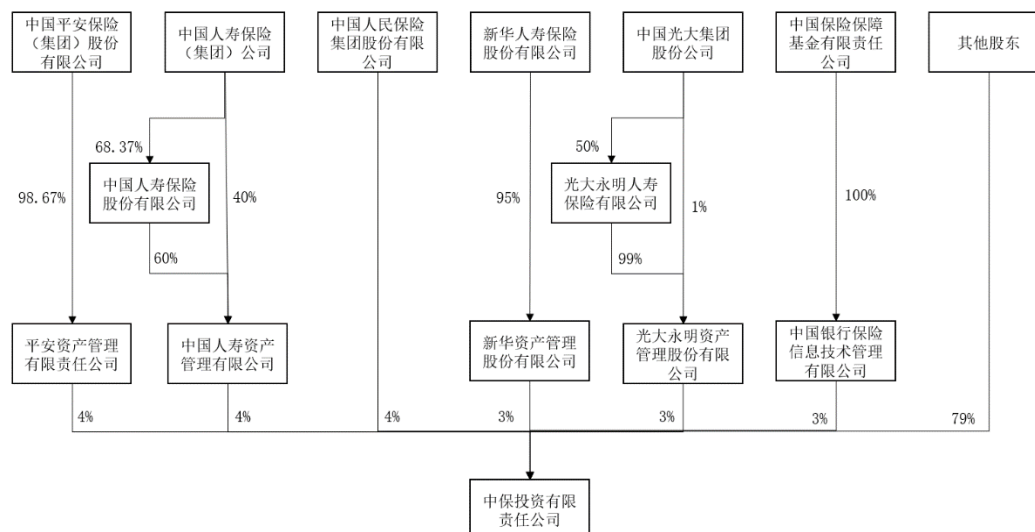 中国平安保险
（集团）股份
有限公司
中国人寿保险
（集团）公司
中国人民保险
集团股份有限
公司
新华人寿保险
股份有限公司
中国光大集团
股份公司
中国保险保障
基金有限责任
公司
其他股东
68.37%
50%
98.67%
中国人寿保险
股份有限公司
40%
95%
光大永明人寿
保险有限公司
1%
100%
60%
99%
平安资产管理
有限责任公司
中国人寿资产
管理有限公司
新华资产管理
股份有限公司
光大永明资产
管理股份有限
公司
中国银行保险
信息技术管理
有限公司
4%
4%
4%
3%
3%
3%
79%
中保投资有限
责任公司